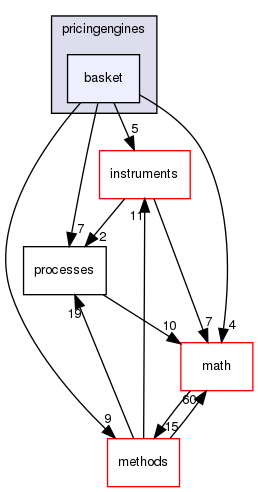 pricingengines
basket
5
instruments
7
2
11
processes
19
10
7
4
math
60
15
9
methods